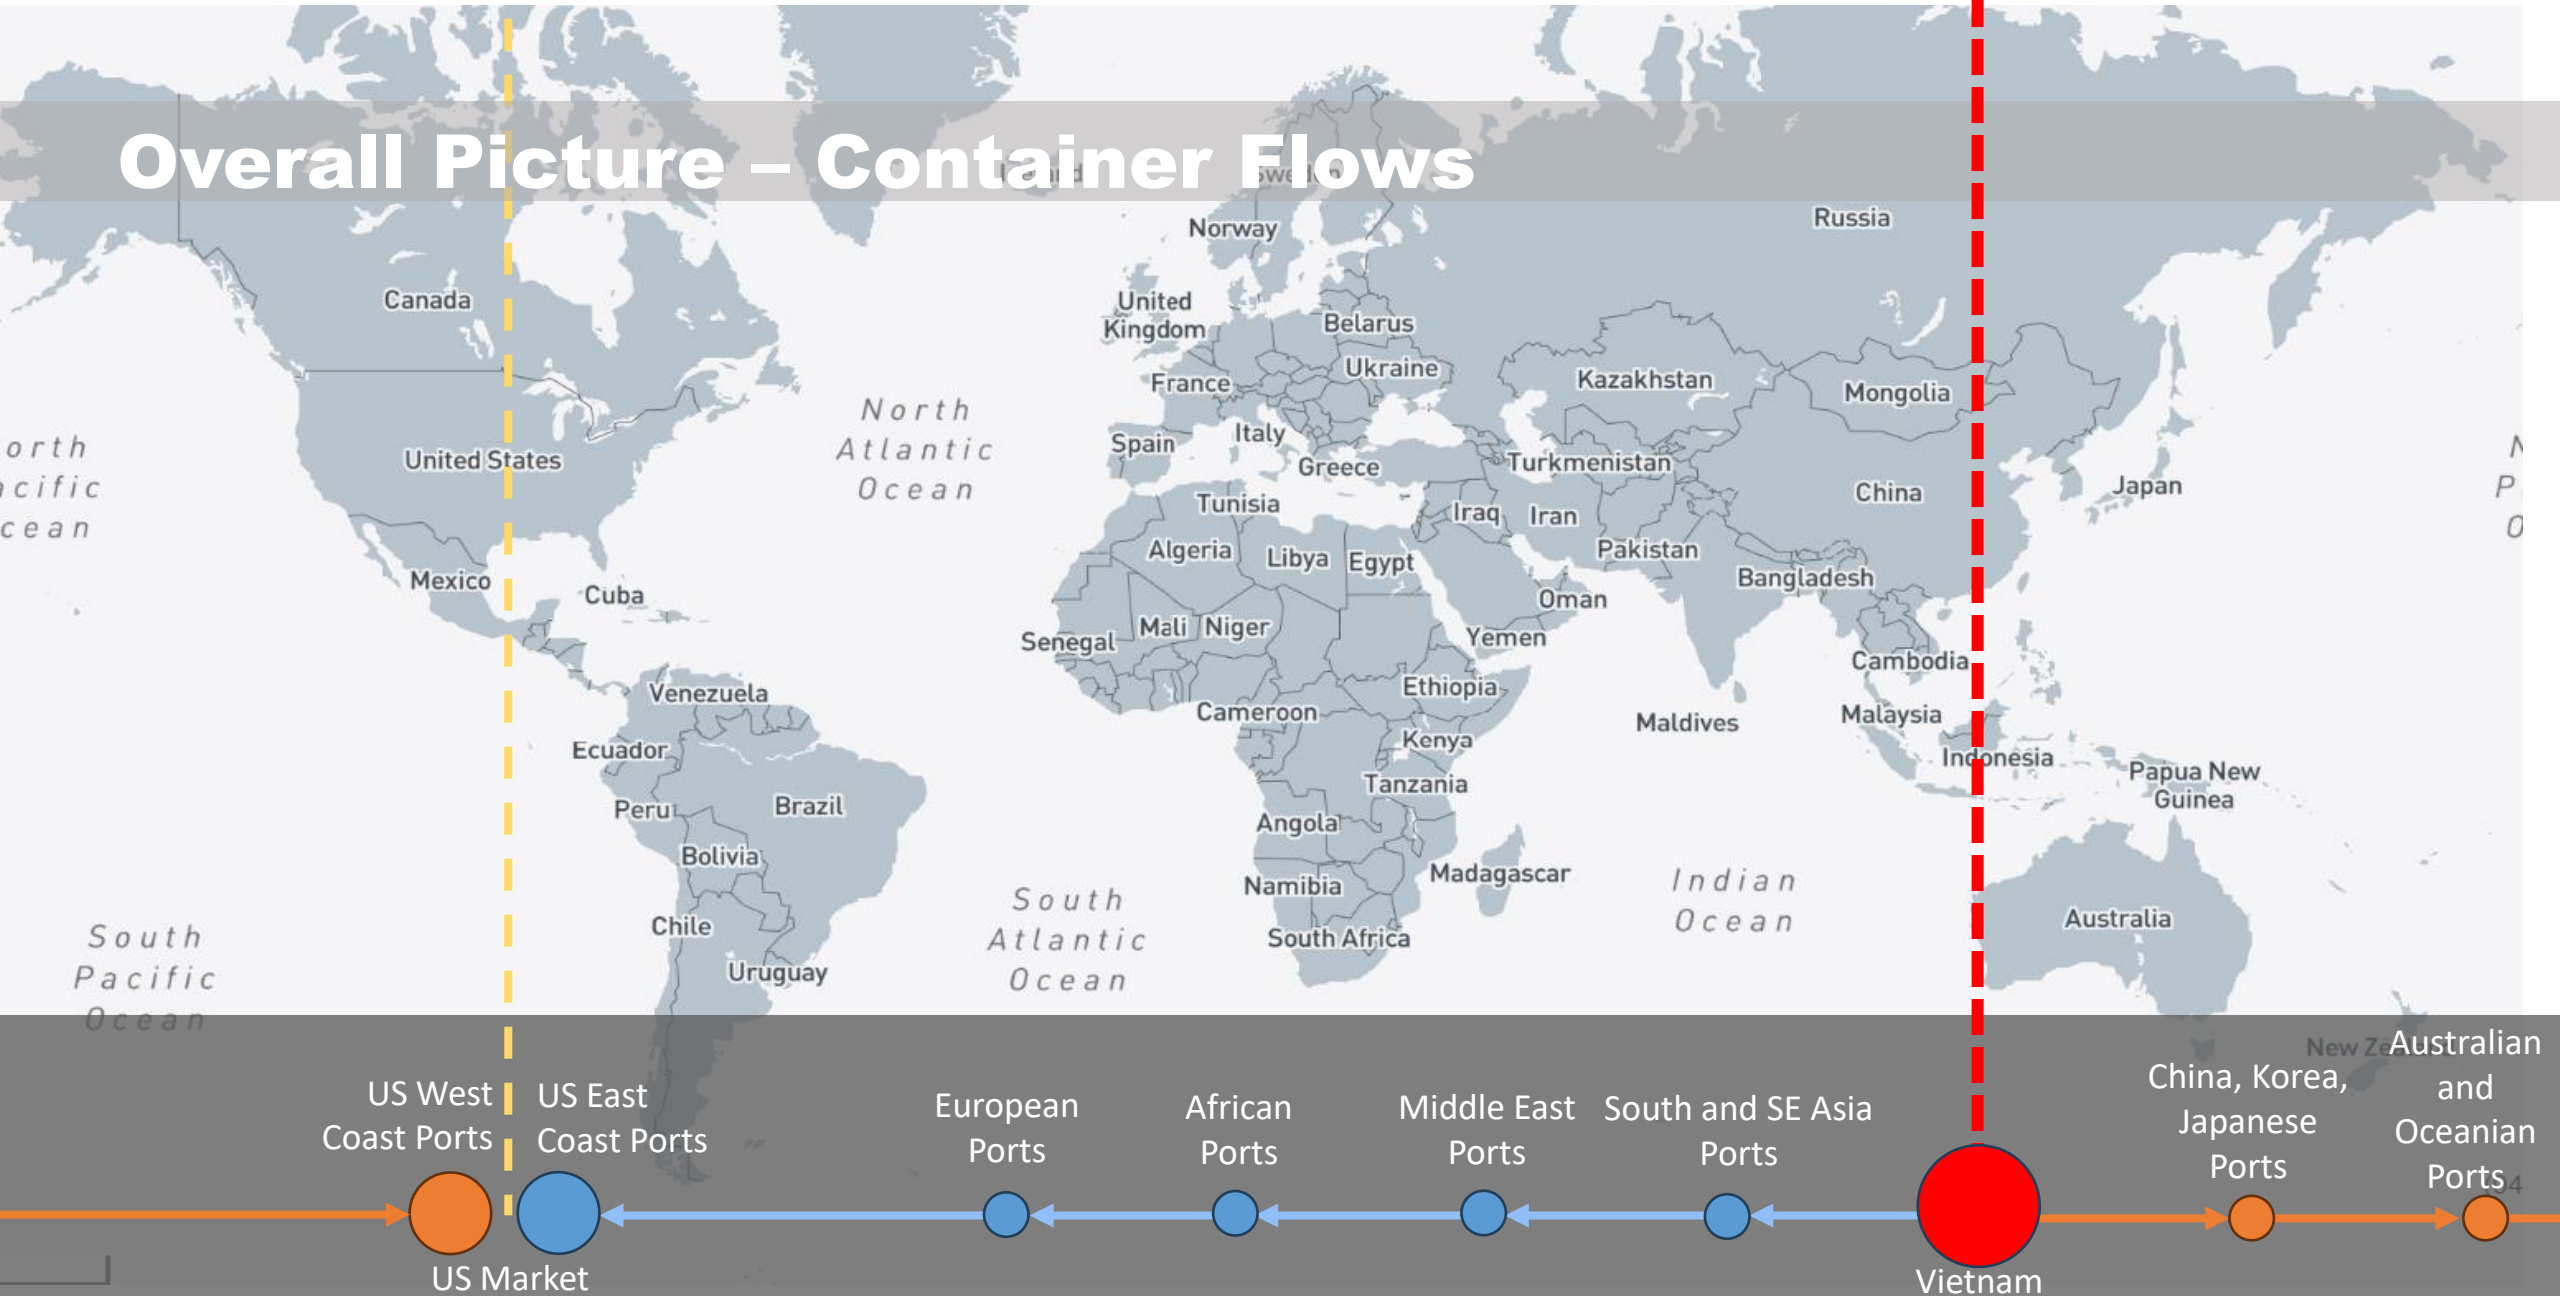 Overall Picture – Container Flows
Sweden
Norway
Russia
Canada
United
Kingdom
Belarus
Ukraine
France
Kazakhstan
Mongolia
North
Atlantic
Ocean
orth
acific
cean
United States
Spain
Italy
Greece
Turkmenistan
China
Japan
N
P
O
Tunisia
Iraq
Iran
Algeria
Libya
Egypt
Pakistan
Mexico
Cuba
Bangladesh
Oman
Senegal
Mali
Niger
Yemen
Cambodia
Venezuela
Ethiopia
Cameroon
Maldives
Malaysia
Ecuador
Kenya
Indonesia
Papua New
Guinea
Tanzania
Peru
Brazil
Angola
Bolivia
Namibia
Madagascar
Indian
Ocean
South
Atlantic
Ocean
Chile
South Africa
Australia
South
Pacific
Ocean
Uruguay
US West
Coast Ports
US East
Coast Ports
European
Ports
African
Ports
Middle East
Ports
South and SE Asia
Ports
China, Korea,
Japanese
Ports
New
Australian
and
Oceanian
Ports
US Market
Vietnam